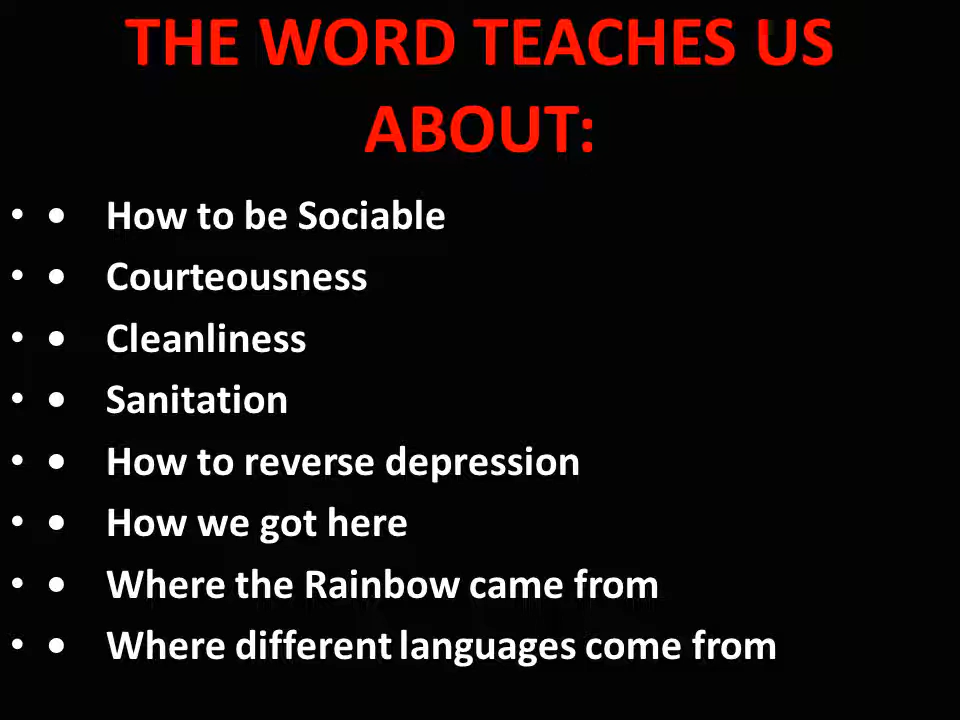 THE WORD TEACHES US
ABOUT:
• • How to be Sociable
• • Courteousness
• • Cleanliness
• • Sanitation
• • How to reverse depression
• • How we got here
• • Where the Rainbow came from
• • Where different languages come from